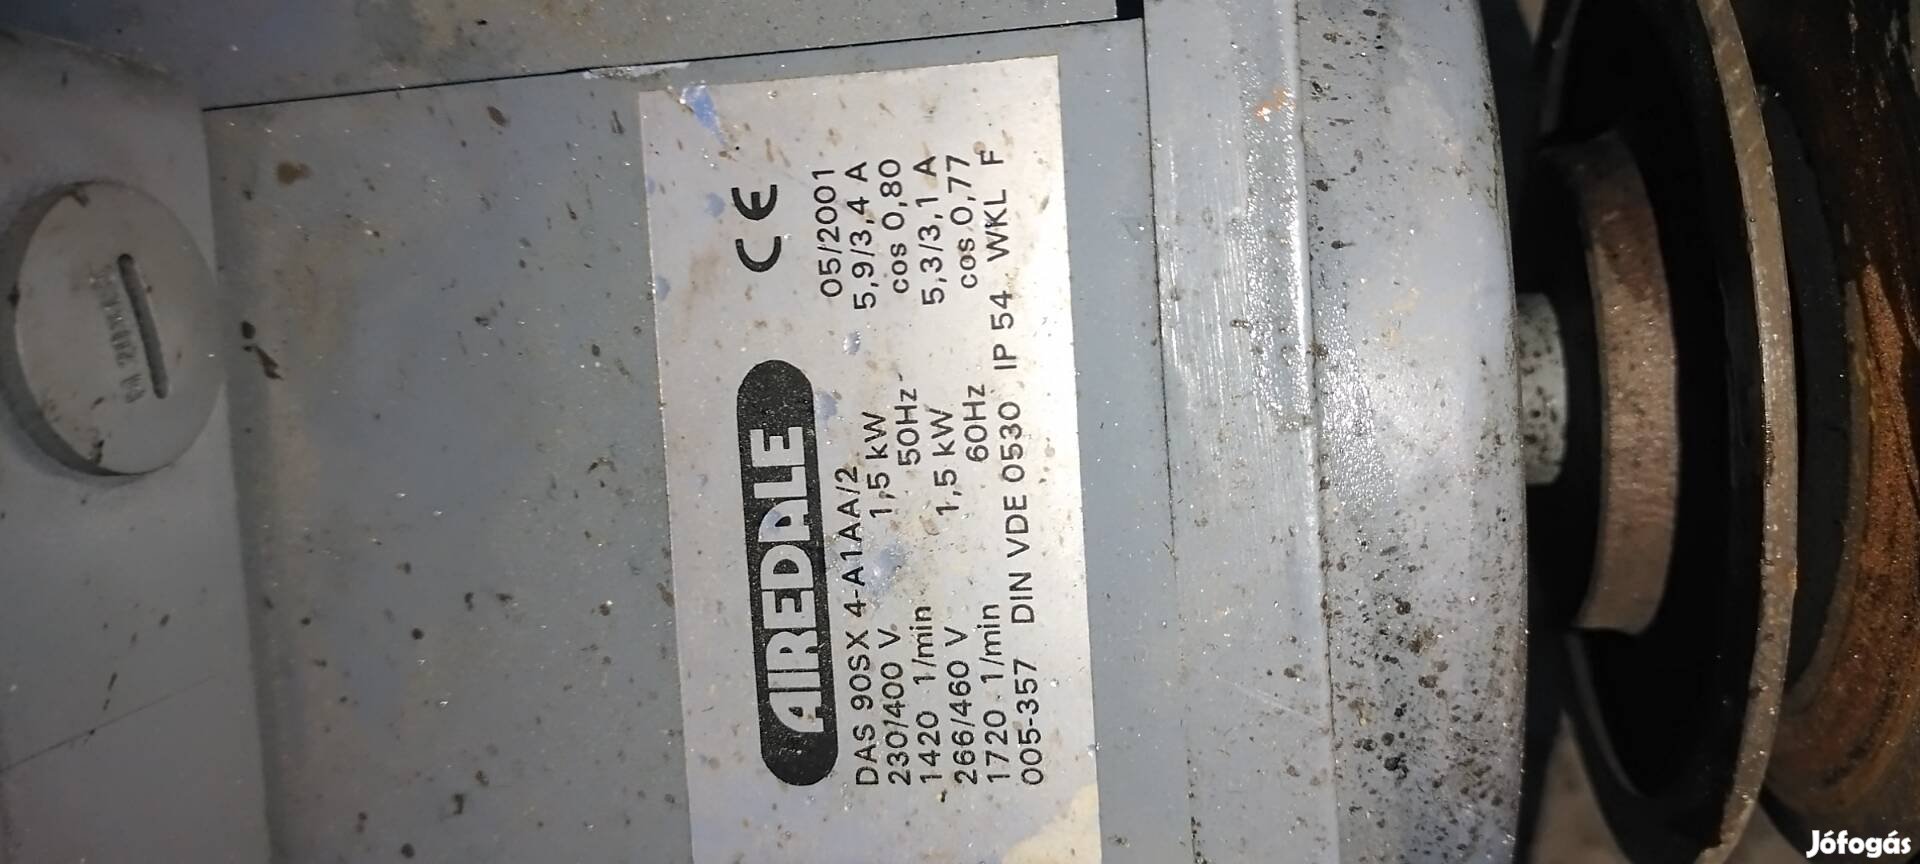 AIREDALE CE
DAS 90SX 4-A1AA/2 05/2001
230/400 V 1,5 kW 5,9/3,4 A
1420 1/min 50Hz cos 0,80
266/460 V 1,5 kW 5,3/3,1 A
1720 1/min 60Hz cos 0,77
005-357 DIN VDE 0530 IP 54 WKL F
Jófogás